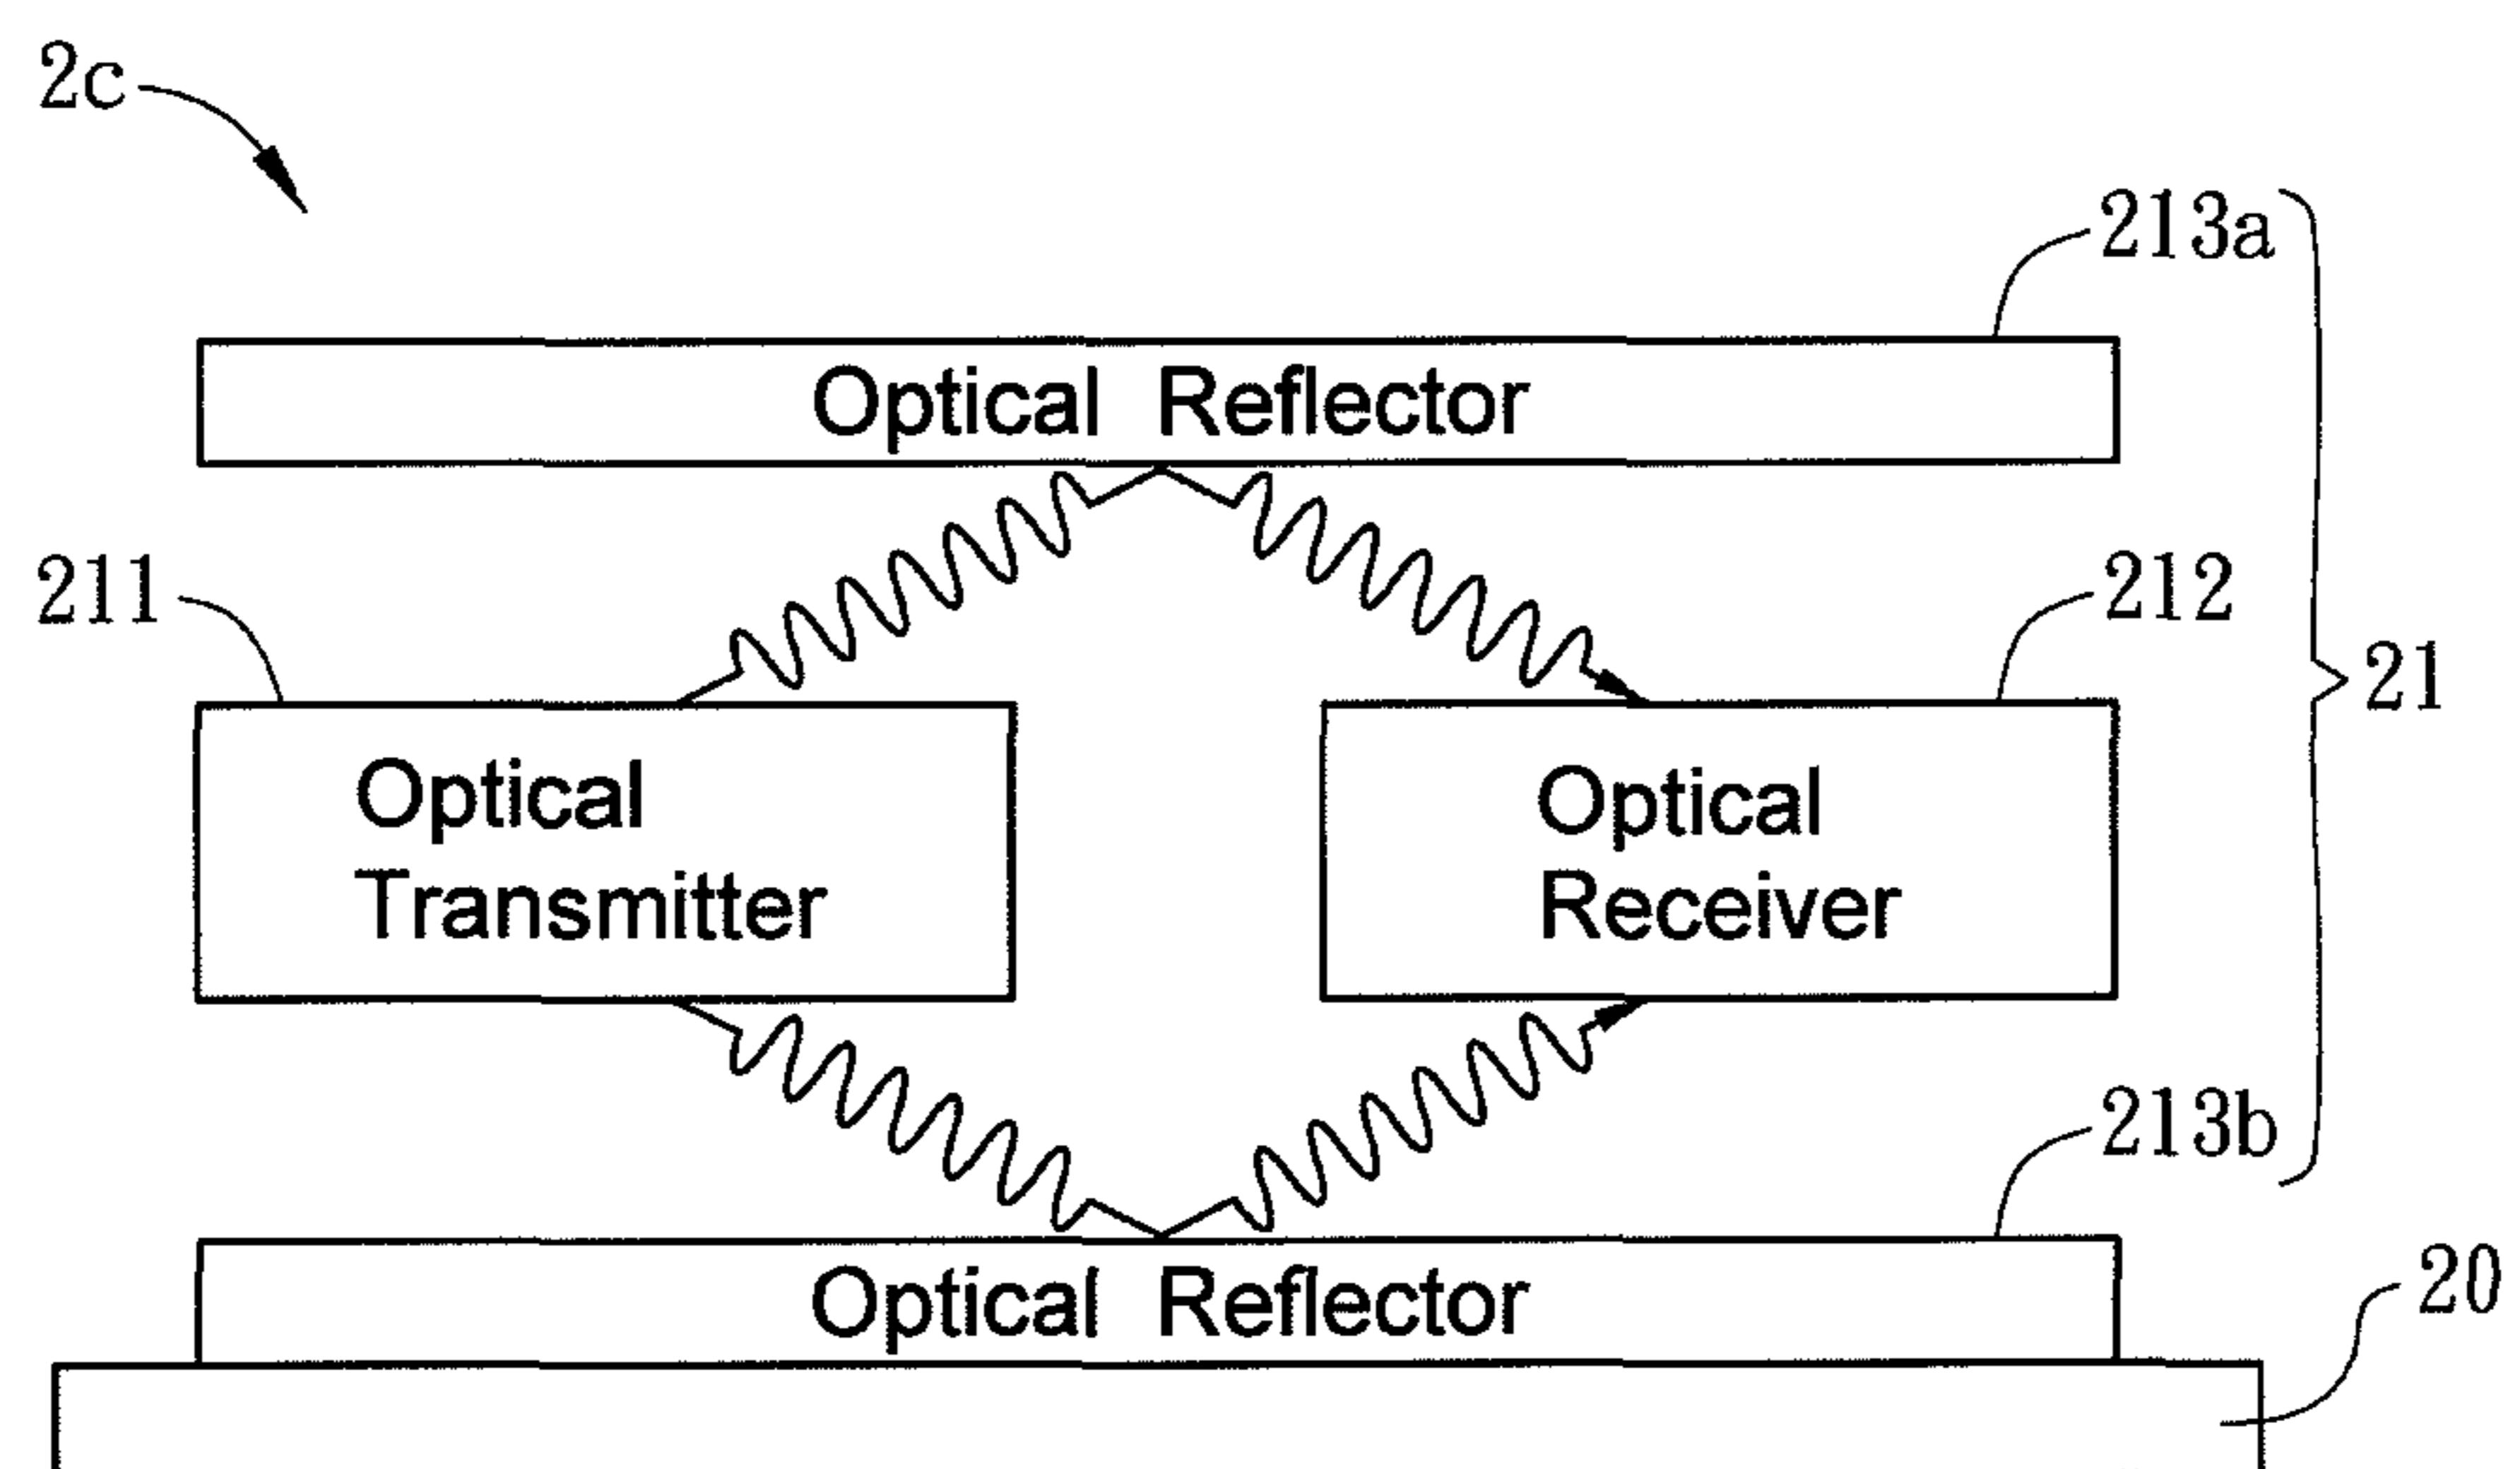 2c
213a
Optical Reflector
211
212
21
Optical
Transmitter
Optical
Receiver
213b
Optical Reflector
20